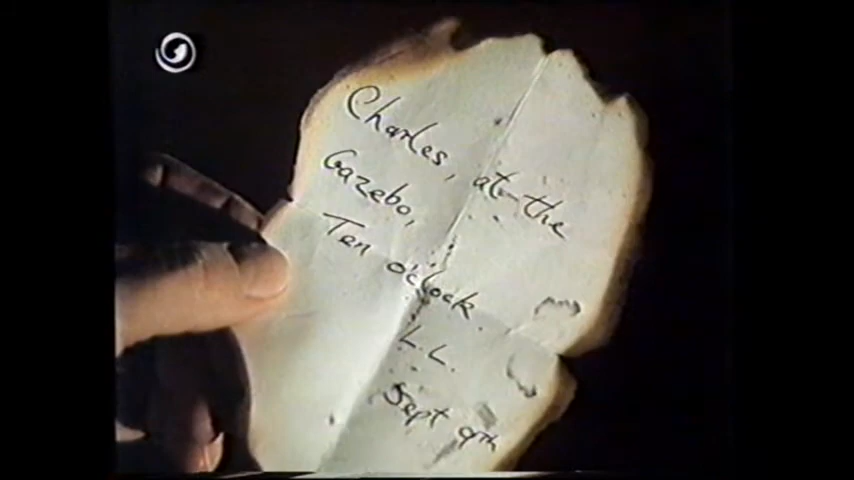 Charles, at the
Gazebo,
Ten o'clock.
L.L.
Sept 9th